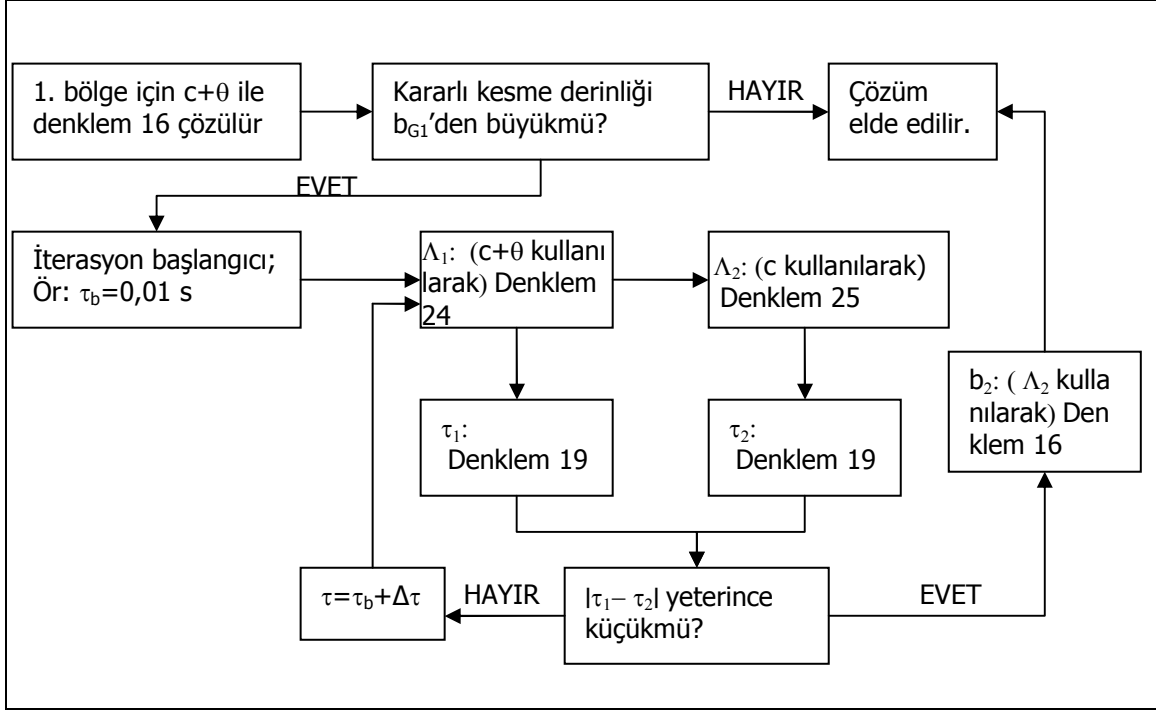 1. bölge için c+θ ile
denklem 16 çözülür
Kararlı kesme derinliği
bG1'den büyükmü?
HAYIR
Çözüm
elde edilir.
EVET
İterasyon başlangıcı;
Ör: τb=0,01 s
Λ1: (c+θ kullanı
larak) Denklem
24
Λ2: (c kullanılarak)
Denklem 25
b2: ( Λ2 kulla
nılarak) Den
klem 16
τ1:
Denklem 19
τ2:
Denklem 19
τ=τb+Δτ
HAYIR
|τ1− τ2| yeterince
küçükmü?
EVET